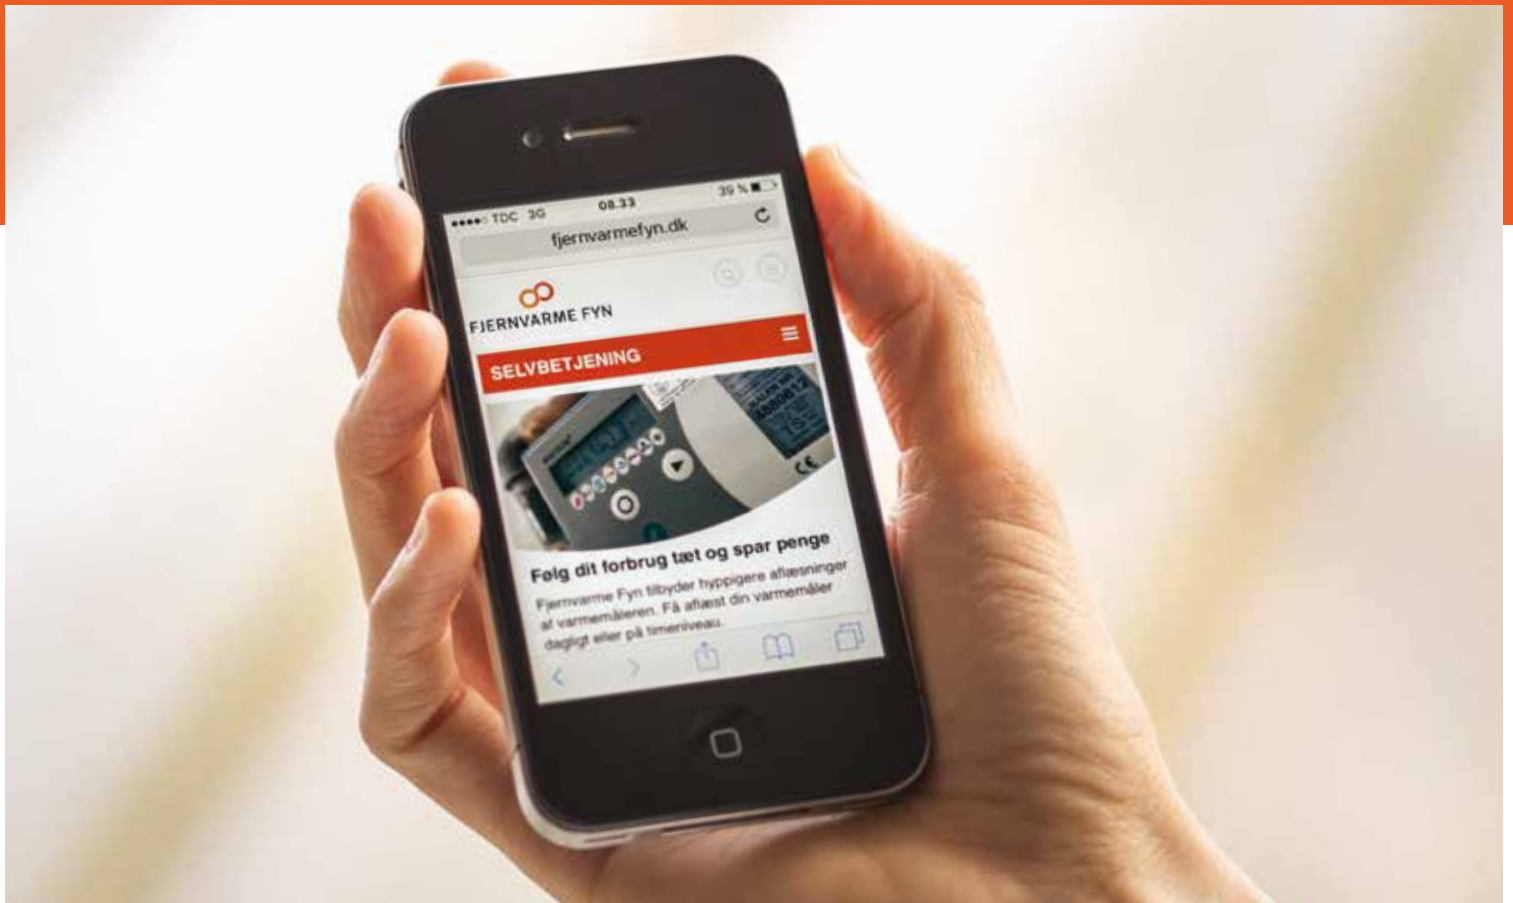 TDC 3G 08.33 39 %
fjernvarmefyn.dk
FJERNVARME FYN
SELVBETJENING
4880612
Følg dit forbrug tæt og spar penge
Fjernvarme Fyn tilbyder hyppigere aflæsninger
af varmemåleren. Få aflæst din varmemåler
dagligt eller på timeniveau.